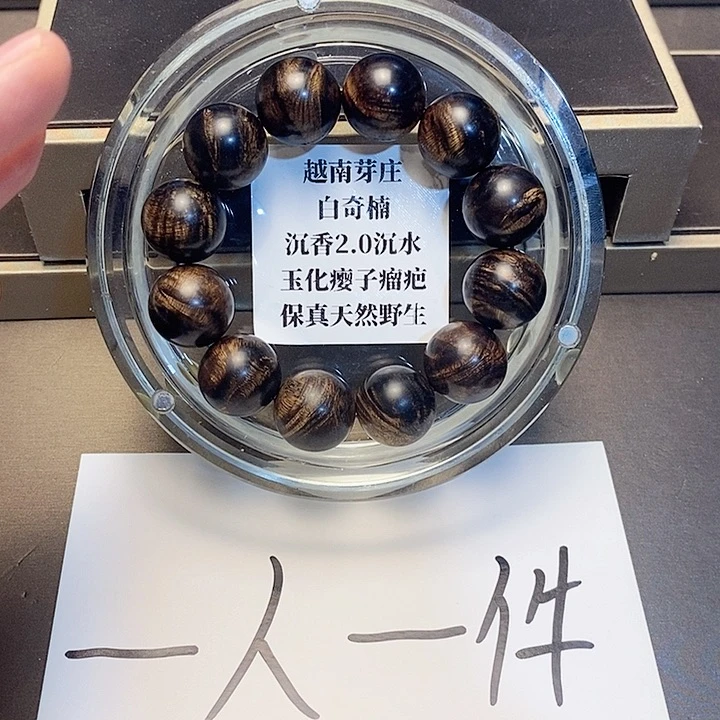 越南芽庄
白奇楠
沉香2.0沉水
玉化瘿子瘤疤
保真天然野生
一人一件